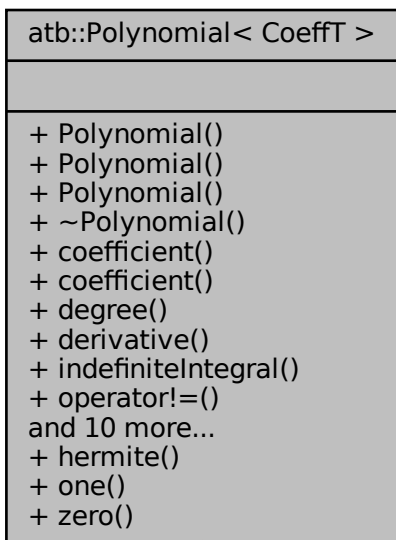 atb::Polynomial< CoeffT >
+ Polynomial()
+ Polynomial()
+ Polynomial()
+ ~Polynomial()
+ coefficient()
+ coefficient()
+ degree()
+ derivative()
+ indefiniteIntegral()
+ operator!=()
and 10 more...
+ hermite()
+ one()
+ zero()